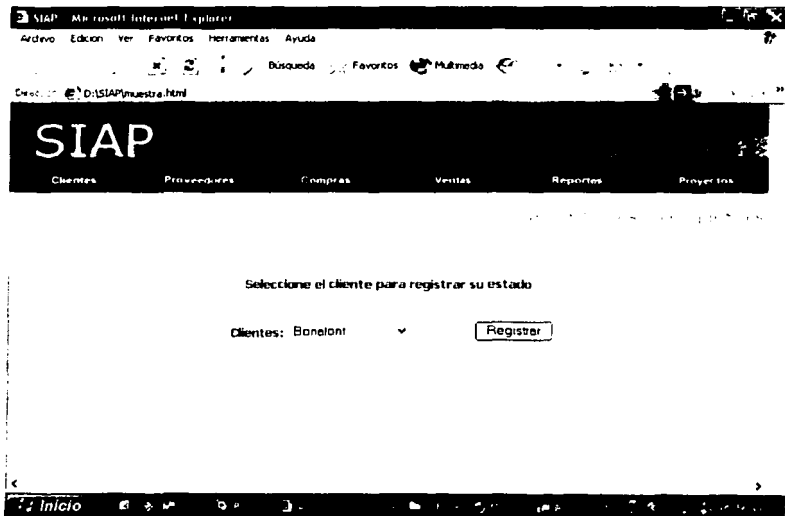 SIAP - Microsoft Internet Explorer
Archivo Edicion Ver Favoritos Herramientas Ayuda
Búsqueda Favoritos Multimedia
D:\SIAP\muestra.html
SIAP
Clientes Proveedores Compras Ventas Reportes Proyectos
Seleccione el cliente para registrar su estado
Clientes: Bonafont Registrar
Inicio